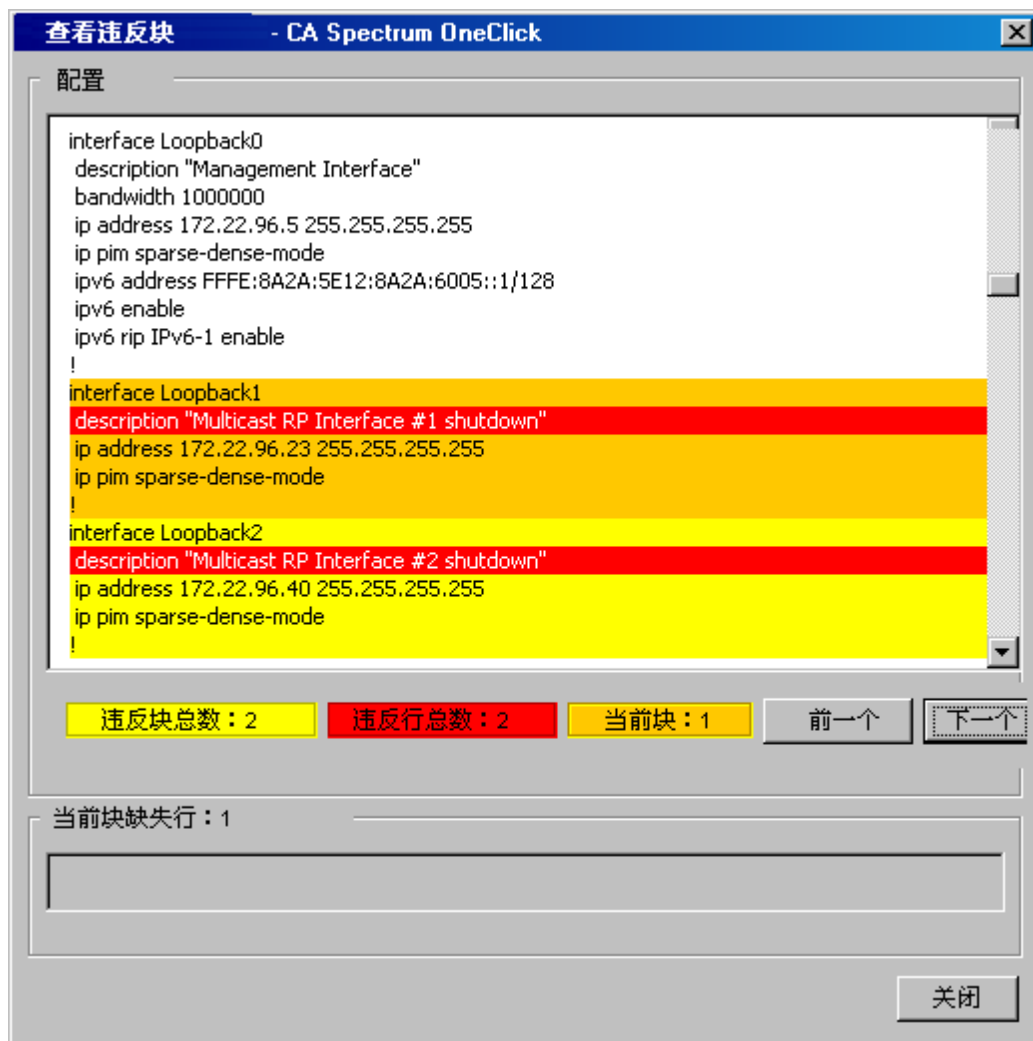 查看违反块 - CA Spectrum OneClick
配置
interface Loopback0
description "Management Interface"
bandwidth 1000000
ip address 172.22.96.5 255.255.255.255
ip pim sparse-dense-mode
ipv6 address FFFE:8A2A:5E12:8A2A:6005::1/128
ipv6 enable
ipv6 rip IPv6-1 enable
!
interface Loopback1
description "Multicast RP Interface #1 shutdown"
ip address 172.22.96.23 255.255.255.255
ip pim sparse-dense-mode
!
interface Loopback2
description "Multicast RP Interface #2 shutdown"
ip address 172.22.96.40 255.255.255.255
ip pim sparse-dense-mode
!
违反块总数：2 违反行总数：2 当前块：1 前一个 下一个
当前块缺失行：1
关闭